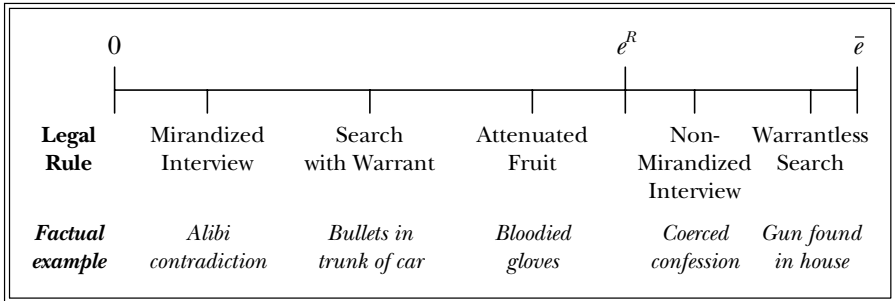 0 e^R ē
Legal Mirandized Search Attenuated Non- Warrantless
Rule Interview with Warrant Fruit Mirandized Search
Interview
Factual Alibi Bullets in Bloodied Coerced Gun found
example contradiction trunk of car gloves confession in house